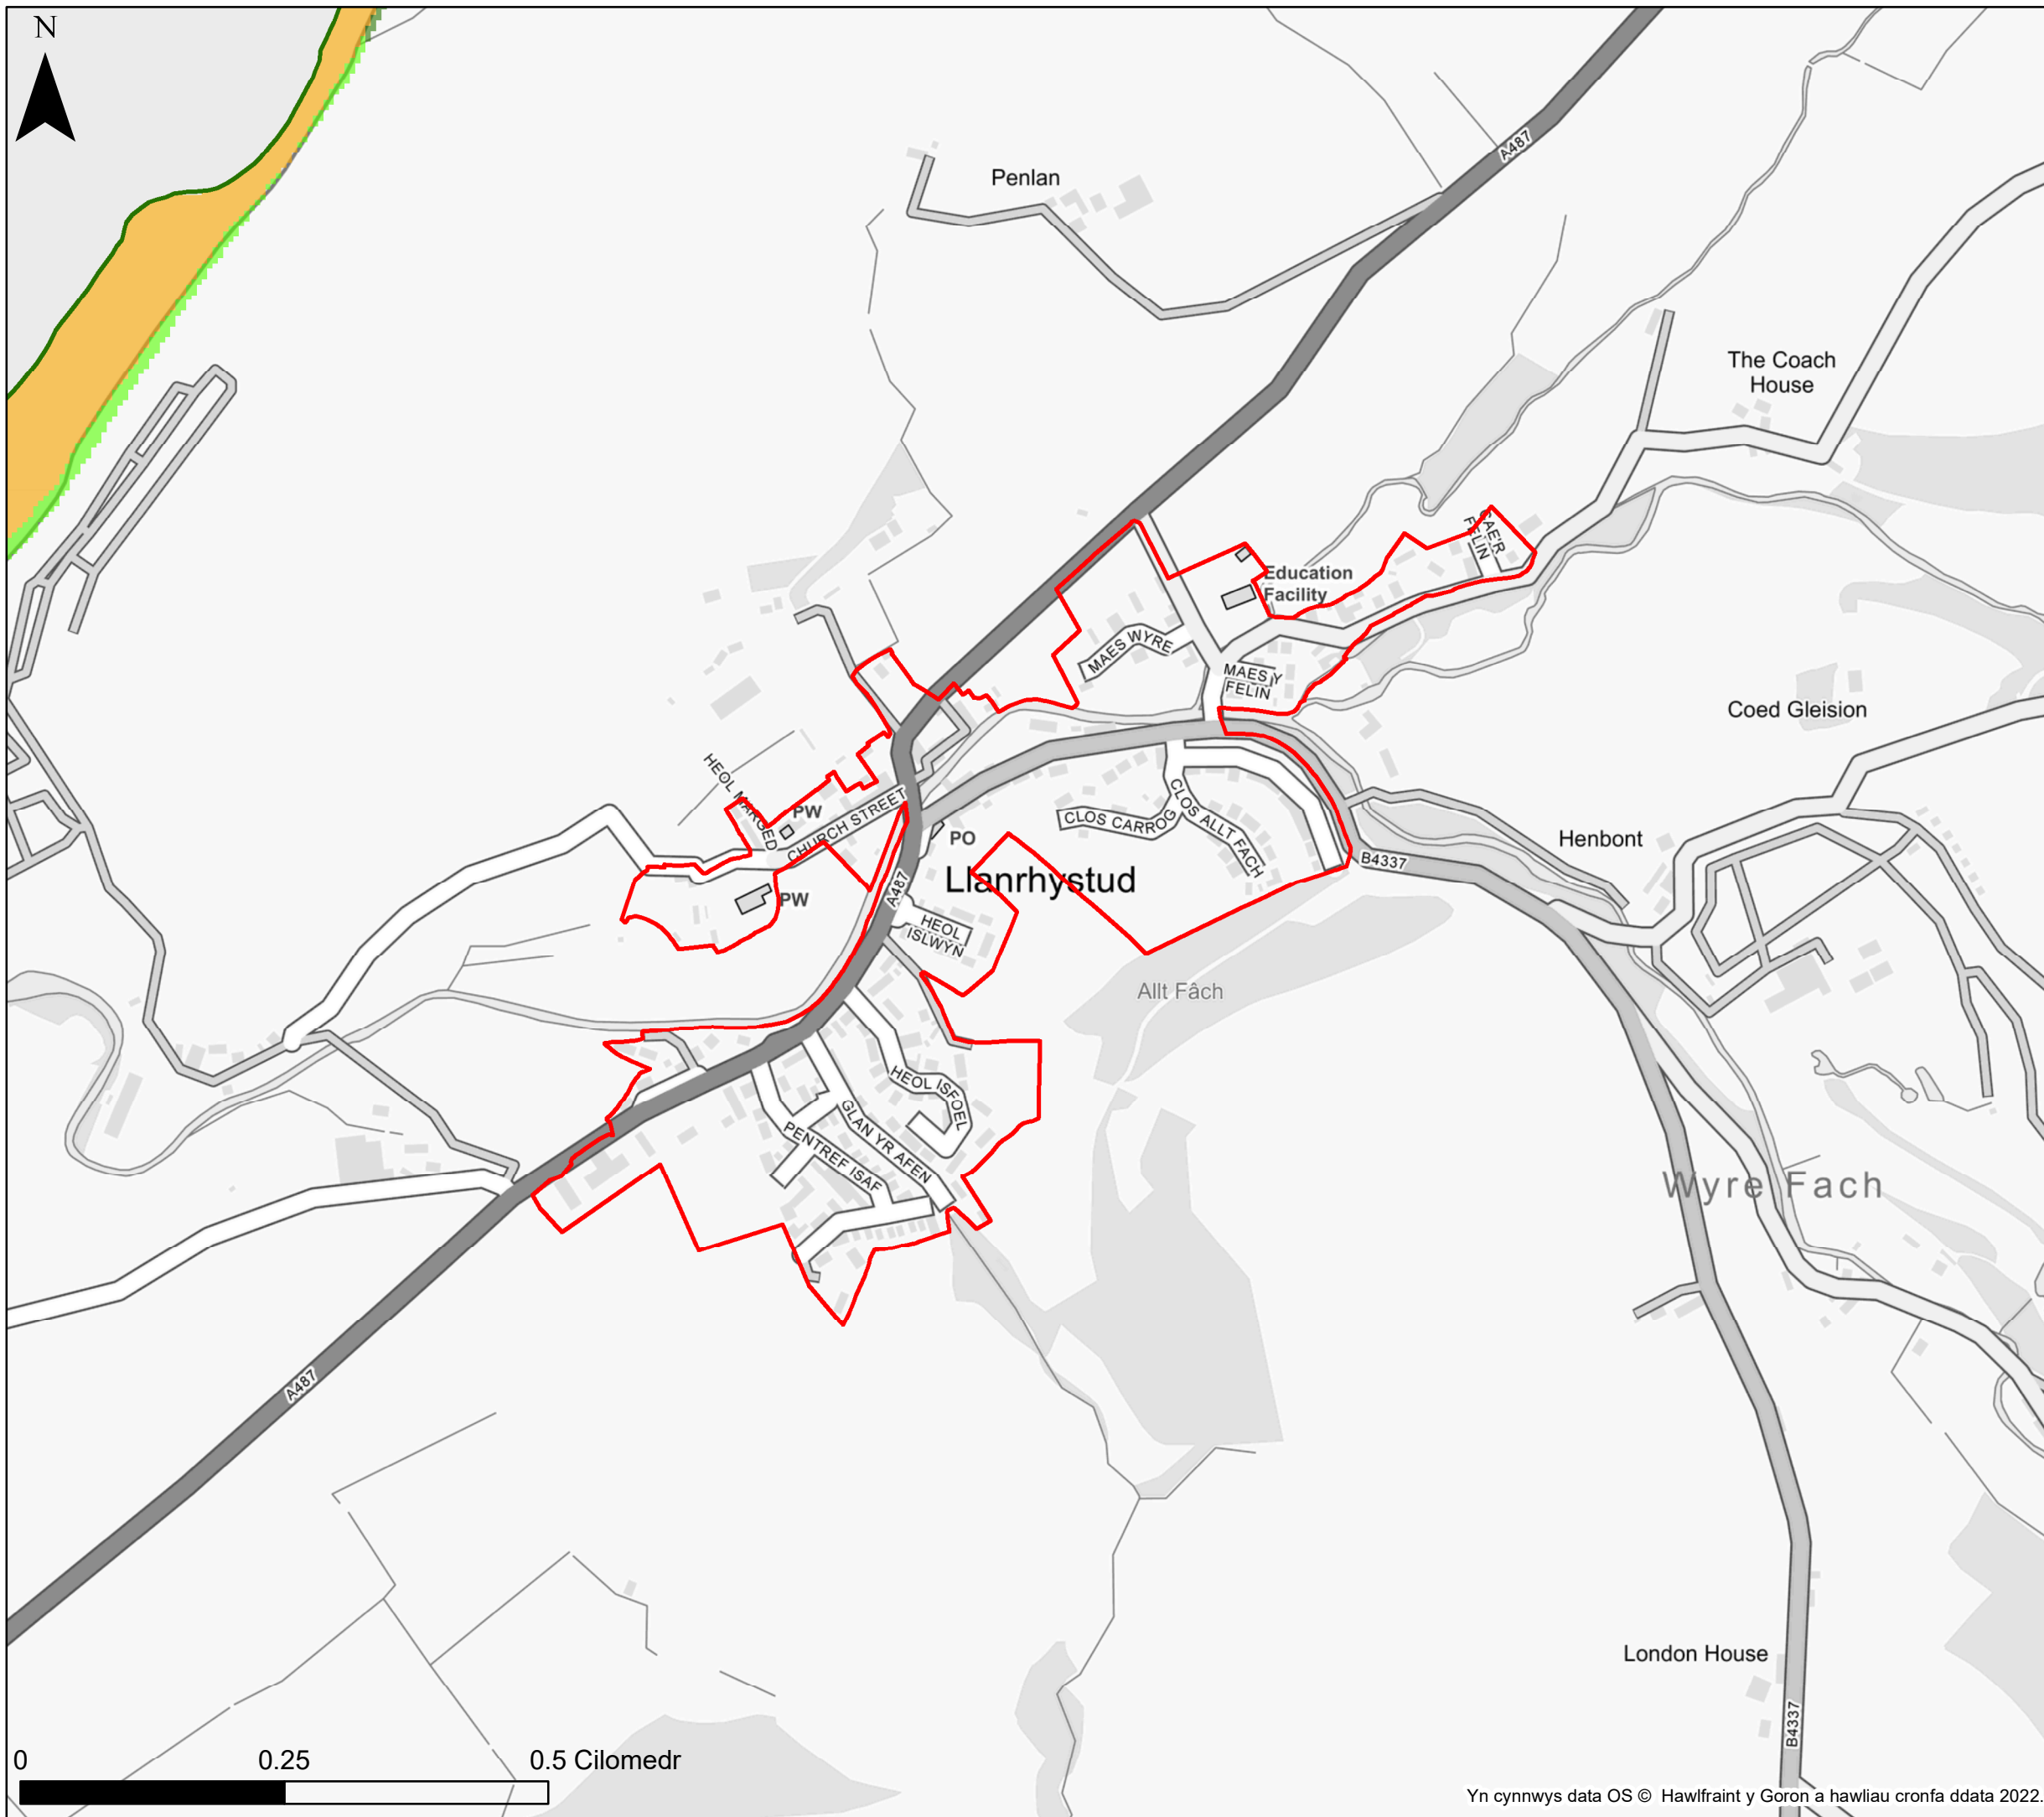 N
A487
Penlan
The Coach
House
CAE'R
FELIN
Education
Facility
MAES WYRE
MAES Y
FELIN
Coed Gleision
HEOL MARGED
PW
CHURCH STREET
PO
CLOS CARROG
CLOS ALLT FACH
Henbont
B4337
Llanrhystud
A487
PW
HEOL
ISLWYN
Allt Fâch
HEOL ISFOEL
GLAN YR AFEN
PENTREF ISAF
Wyre Fach
A487
London House
B4337
0 0.25 0.5 Cilomedr
Yn cynnwys data OS © Hawlfraint y Goron a hawliau cronfa ddata 2022